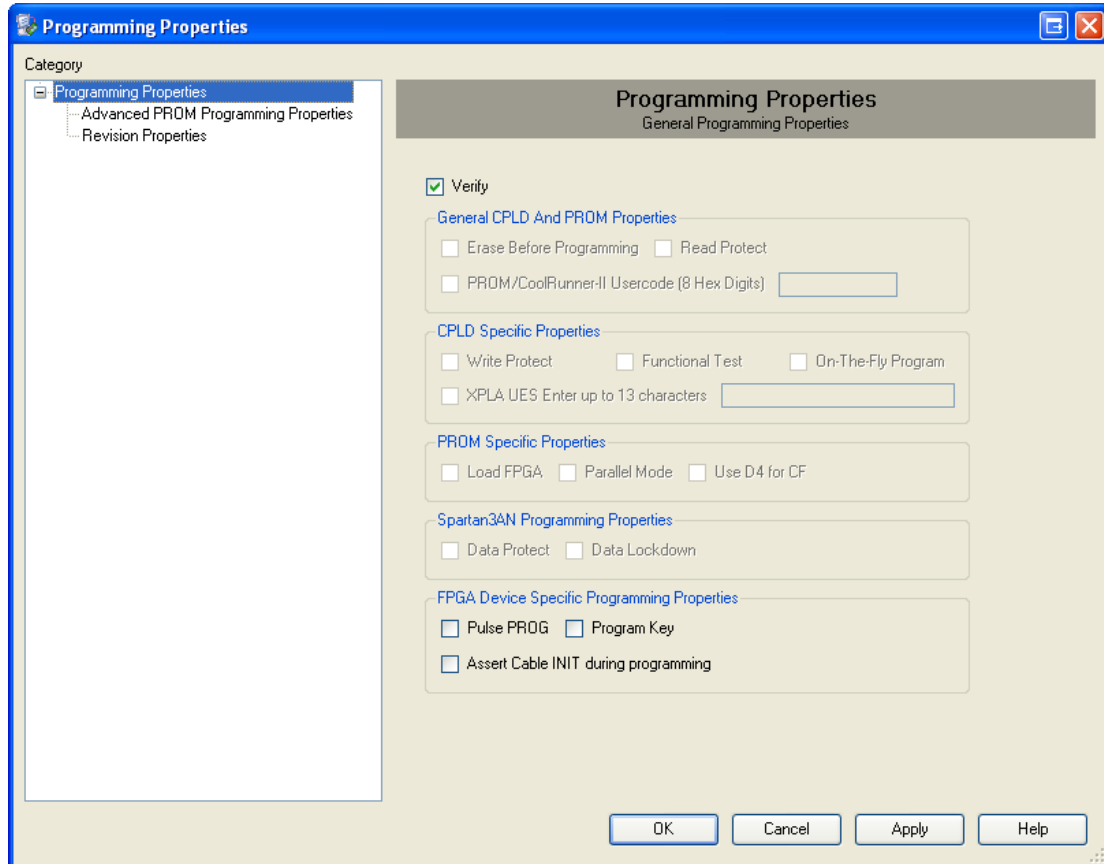 Programming Properties
Category
Programming Properties
Advanced PROM Programming Properties
Revision Properties
Programming Properties
General Programming Properties
Verify
General CPLD And PROM Properties
Erase Before Programming Read Protect
PROM/CoolRunner-II Usercode (8 Hex Digits)
CPLD Specific Properties
Write Protect Functional Test On-The-Fly Program
XPLA UES Enter up to 13 characters
PROM Specific Properties
Load FPGA Parallel Mode Use D4 for CF
Spartan3AN Programming Properties
Data Protect Data Lockdown
FPGA Device Specific Programming Properties
Pulse PROG Program Key
Assert Cable INIT during programming
OK Cancel Apply Help